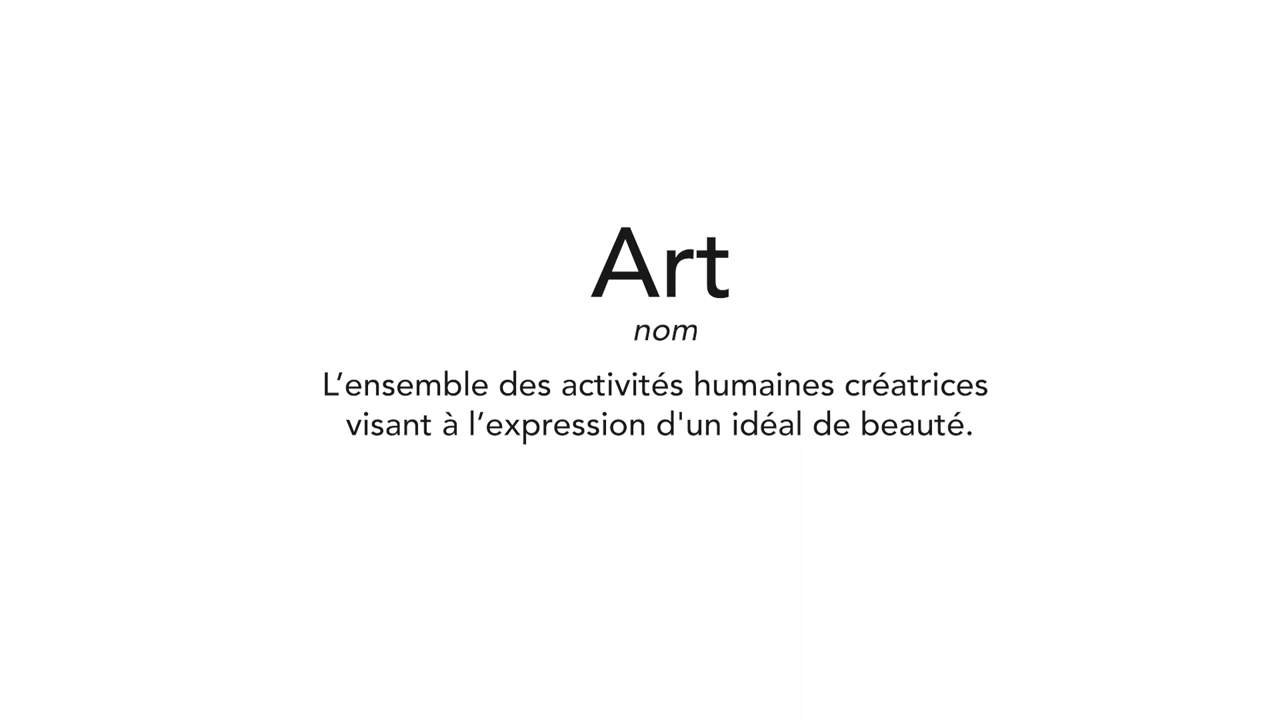 Art
nom
L’ensemble des activités humaines créatrices
visant à l’expression d'un idéal de beauté.